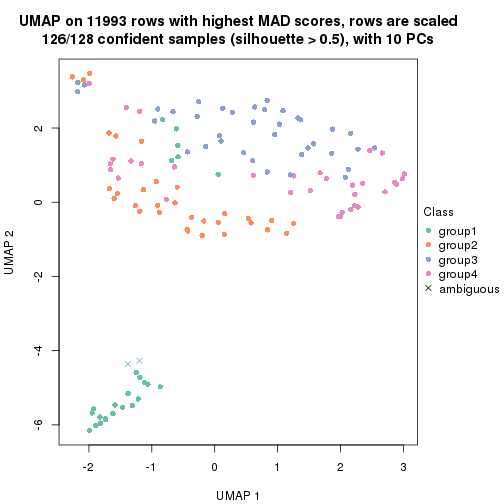 UMAP on 11993 rows with highest MAD scores, rows are scaled
126/128 confident samples (silhouette > 0.5), with 10 PCs
2
0
-2
-4
-6
UMAP 2
-2
-1
0
1
2
3
UMAP 1
Class
group1
group2
group3
group4
ambiguous